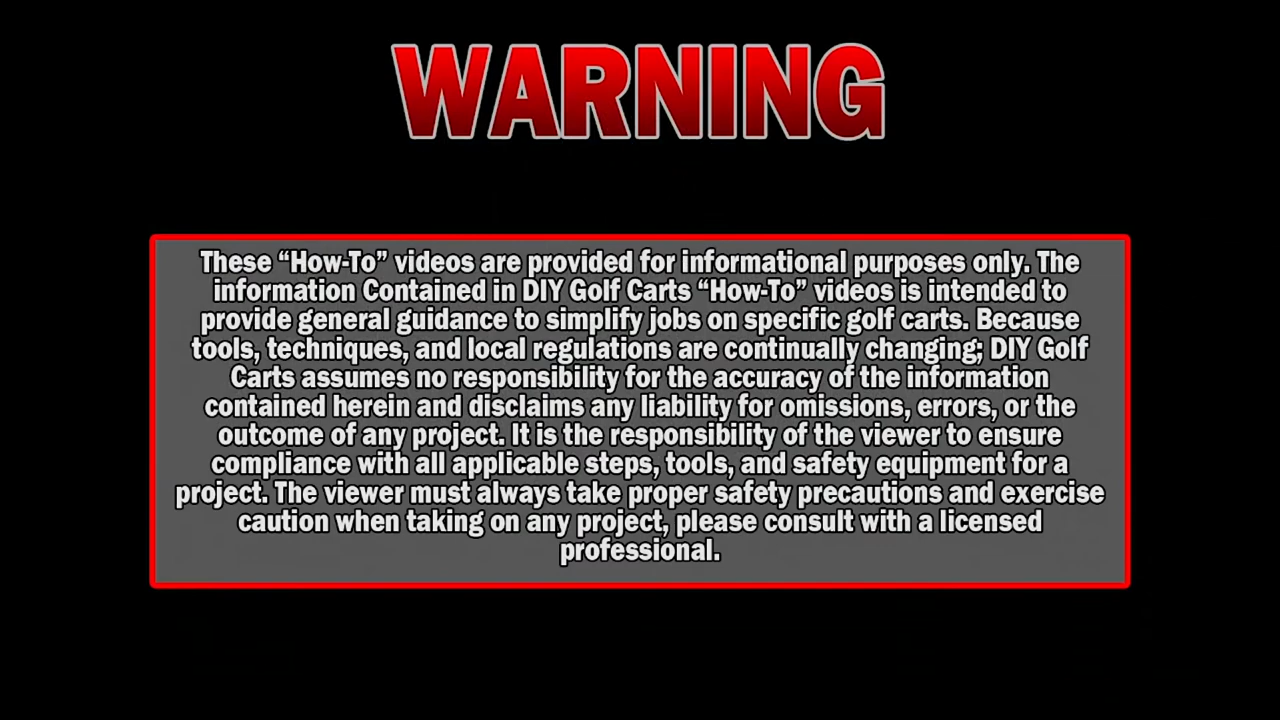 WARNING
These “How-To” videos are provided for informational purposes only. The
information Contained in DIY Golf Carts “How-To” videos is intended to
provide general guidance to simplify jobs on specific golf carts. Because
tools, techniques, and local regulations are continually changing; DIY Golf
Carts assumes no responsibility for the accuracy of the information
contained herein and disclaims any liability for omissions, errors, or the
outcome of any project. It is the responsibility of the viewer to ensure
compliance with all applicable steps, tools, and safety equipment for a
project. The viewer must always take proper safety precautions and exercise
caution when taking on any project, please consult with a licensed
professional.